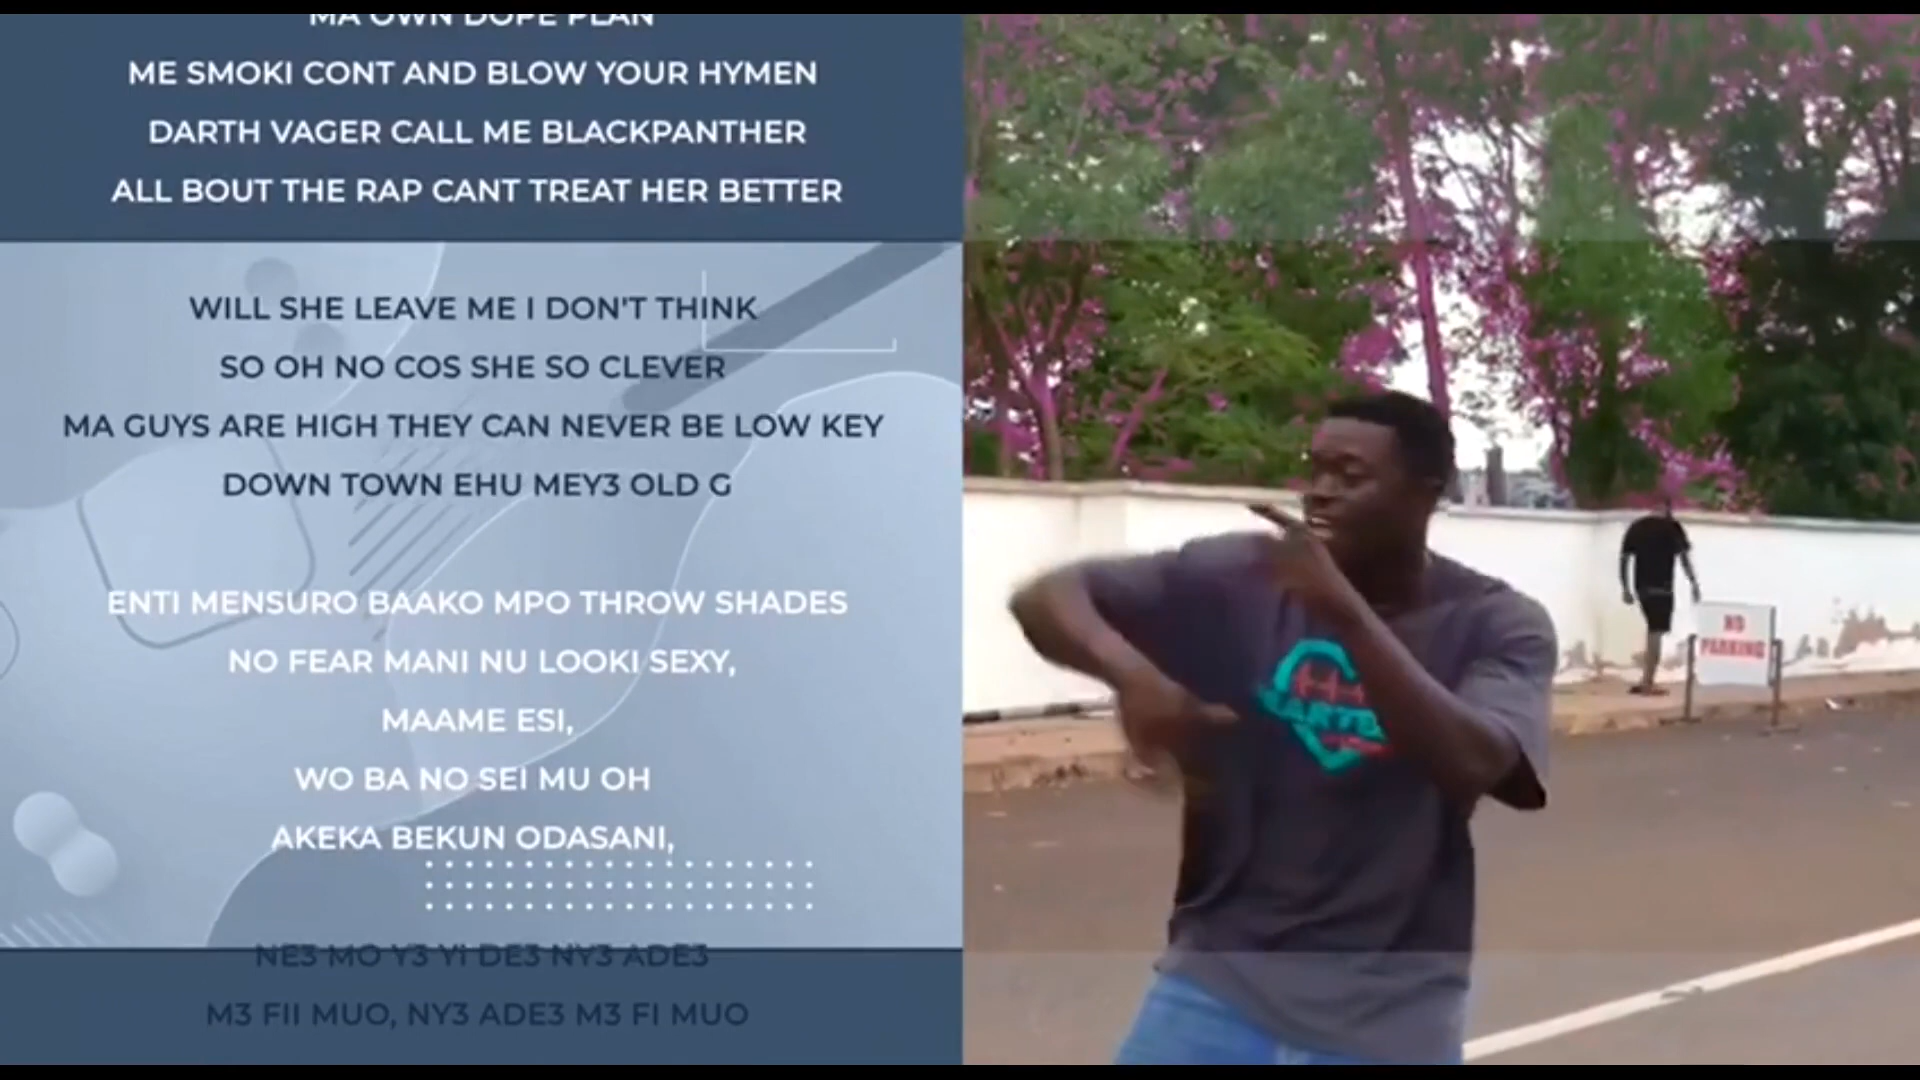 MA OWN DOPE PLAN
ME SMOKI CONT AND BLOW YOUR HYMEN
DARTH VAGER CALL ME BLACKPANTHER
ALL BOUT THE RAP CANT TREAT HER BETTER
WILL SHE LEAVE ME I DON'T THINK
SO OH NO COS SHE SO CLEVER
MA GUYS ARE HIGH THEY CAN NEVER BE LOW KEY
DOWN TOWN EHU MEY3 OLD G
ENTI MENSURO BAAKO MPO THROW SHADES
NO FEAR MANI NU LOOKI SEXY,
MAAME ESI,
WO BA NO SEI MU OH
AKEKA BEKUN ODASANI,
NE3 MO Y3 YI DE3 NY3 ADE3
M3 FII MUO, NY3 ADE3 M3 FI MUO
NO
PARKING